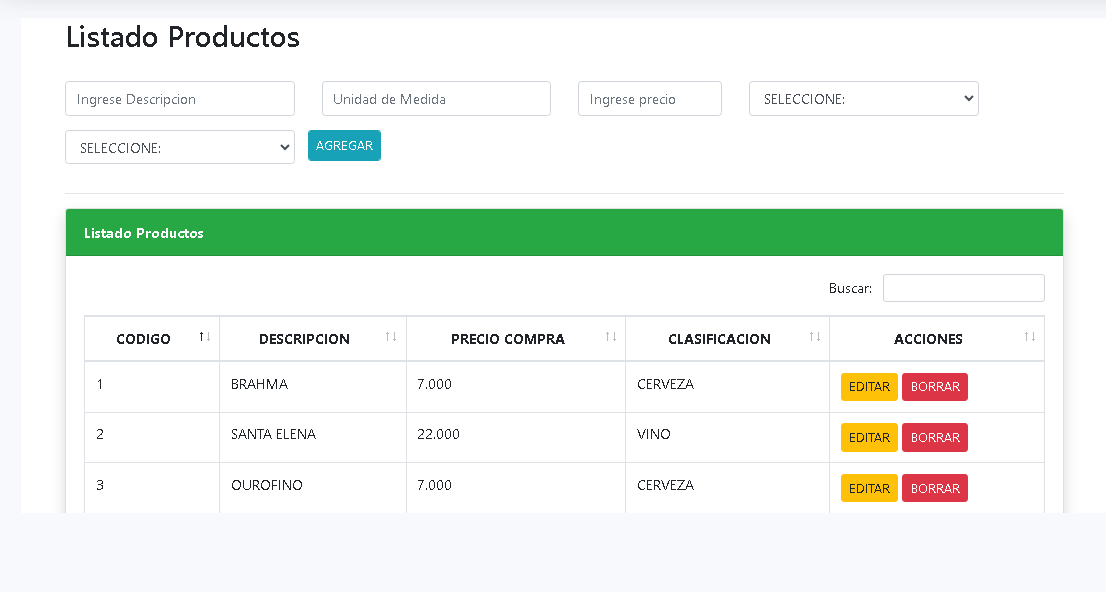 Listado Productos
Ingrese Descripcion Unidad de Medida Ingrese precio SELECCIONE:
SELECCIONE: AGREGAR
Listado Productos
Buscar:
CODIGO DESCRIPCION PRECIO COMPRA CLASIFICACION ACCIONES
1 BRAHMA 7.000 CERVEZA EDITAR BORRAR
2 SANTA ELENA 22.000 VINO EDITAR BORRAR
3 OUROFINO 7.000 CERVEZA EDITAR BORRAR